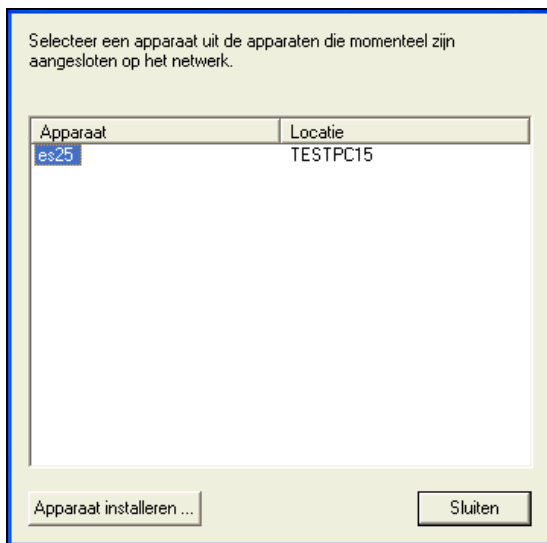 Selecteer een apparaat uit de apparaten die momenteel zijn
aangesloten op het netwerk.
Apparaat Locatie
es25 TESTPC15
Apparaat installeren ... Sluiten